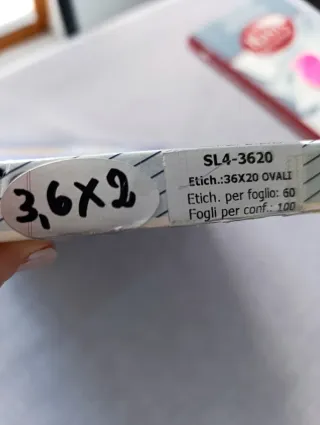 3,6X2
SL4-3620
Etich.:36X20 OVALI
Etich. per foglio: 60
Fogli per conf.: 100